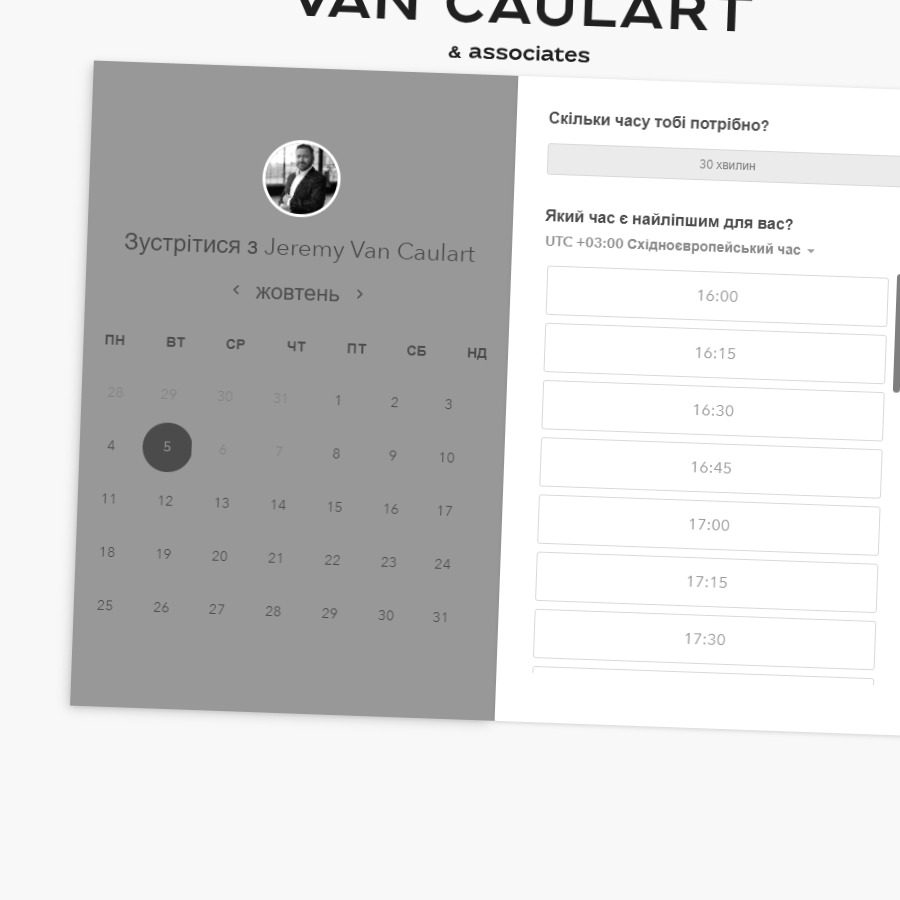 VAN CAULART
& associates
Зустрітися з Jeremy Van Caulart
‹ жовтень ›
ПН ВТ СР ЧТ ПТ СБ НД
28 29 30 31 1 2 3
4 5 6 7 8 9 10
11 12 13 14 15 16 17
18 19 20 21 22 23 24
25 26 27 28 29 30 31
Скільки часу тобі потрібно?
30 хвилин
Який час є найліпшим для вас?
UTC +03:00 Східноєвропейський час
16:00
16:15
16:30
16:45
17:00
17:15
17:30